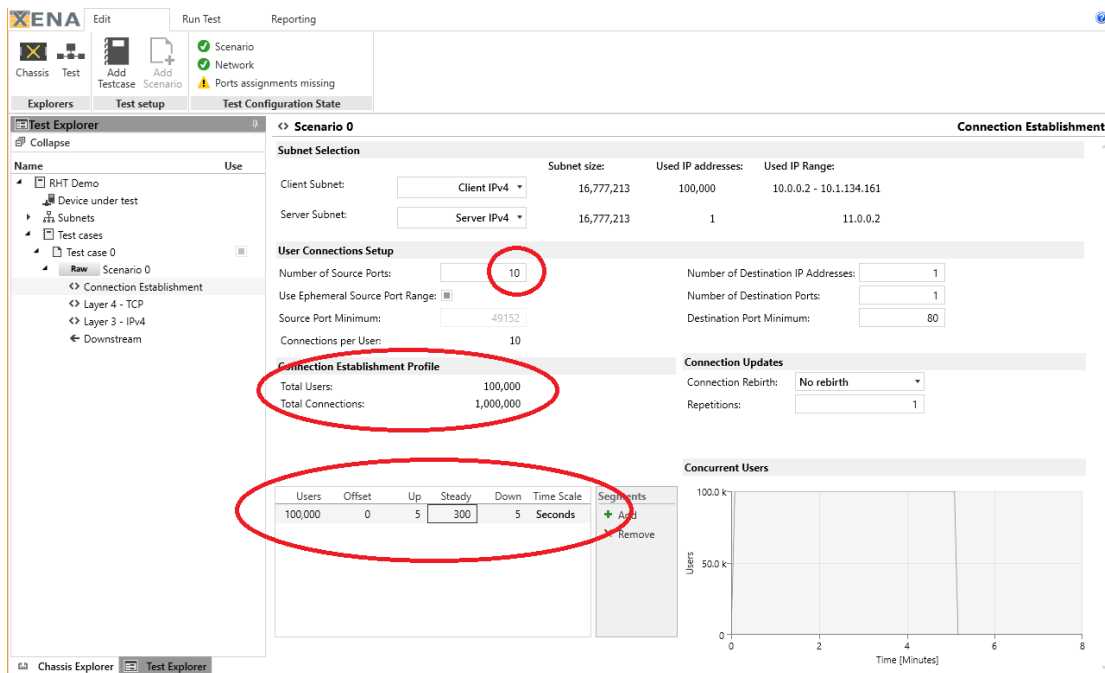 XENA Edit Run Test Reporting
Chassis Test Add Testcase Add Scenario
Scenario
Network
Ports assignments missing
Explorers Test setup Test Configuration State
Test Explorer
Collapse
Name Use
RHT Demo
Device under test
Subnets
Test cases
Test case 0
Raw Scenario 0
<> Connection Establishment
<> Layer 4 - TCP
<> Layer 3 - IPv4
Downstream
Chassis Explorer Test Explorer
<> Scenario 0 Connection Establishment
Subnet Selection
Subnet size: Used IP addresses: Used IP Range:
Client Subnet: Client IPv4 16,777,213 100,000 10.0.0.2 - 10.1.134.161
Server Subnet: Server IPv4 16,777,213 1 11.0.0.2
User Connections Setup
Number of Source Ports: 10 Number of Destination IP Addresses: 1
Use Ephemeral Source Port Range: Number of Destination Ports: 1
Source Port Minimum: 49152 Destination Port Minimum: 80
Connections per User: 10
Connection Establishment Profile Connection Updates
Total Users: 100,000 Connection Rebirth: No rebirth
Total Connections: 1,000,000 Repetitions: 1
Users Offset Up Steady Down Time Scale Segments
100,000 0 5 300 5 Seconds Add
Remove
Concurrent Users
100.0 k
50.0 k
0
Users
0 2 4 6 8
Time [Minutes]